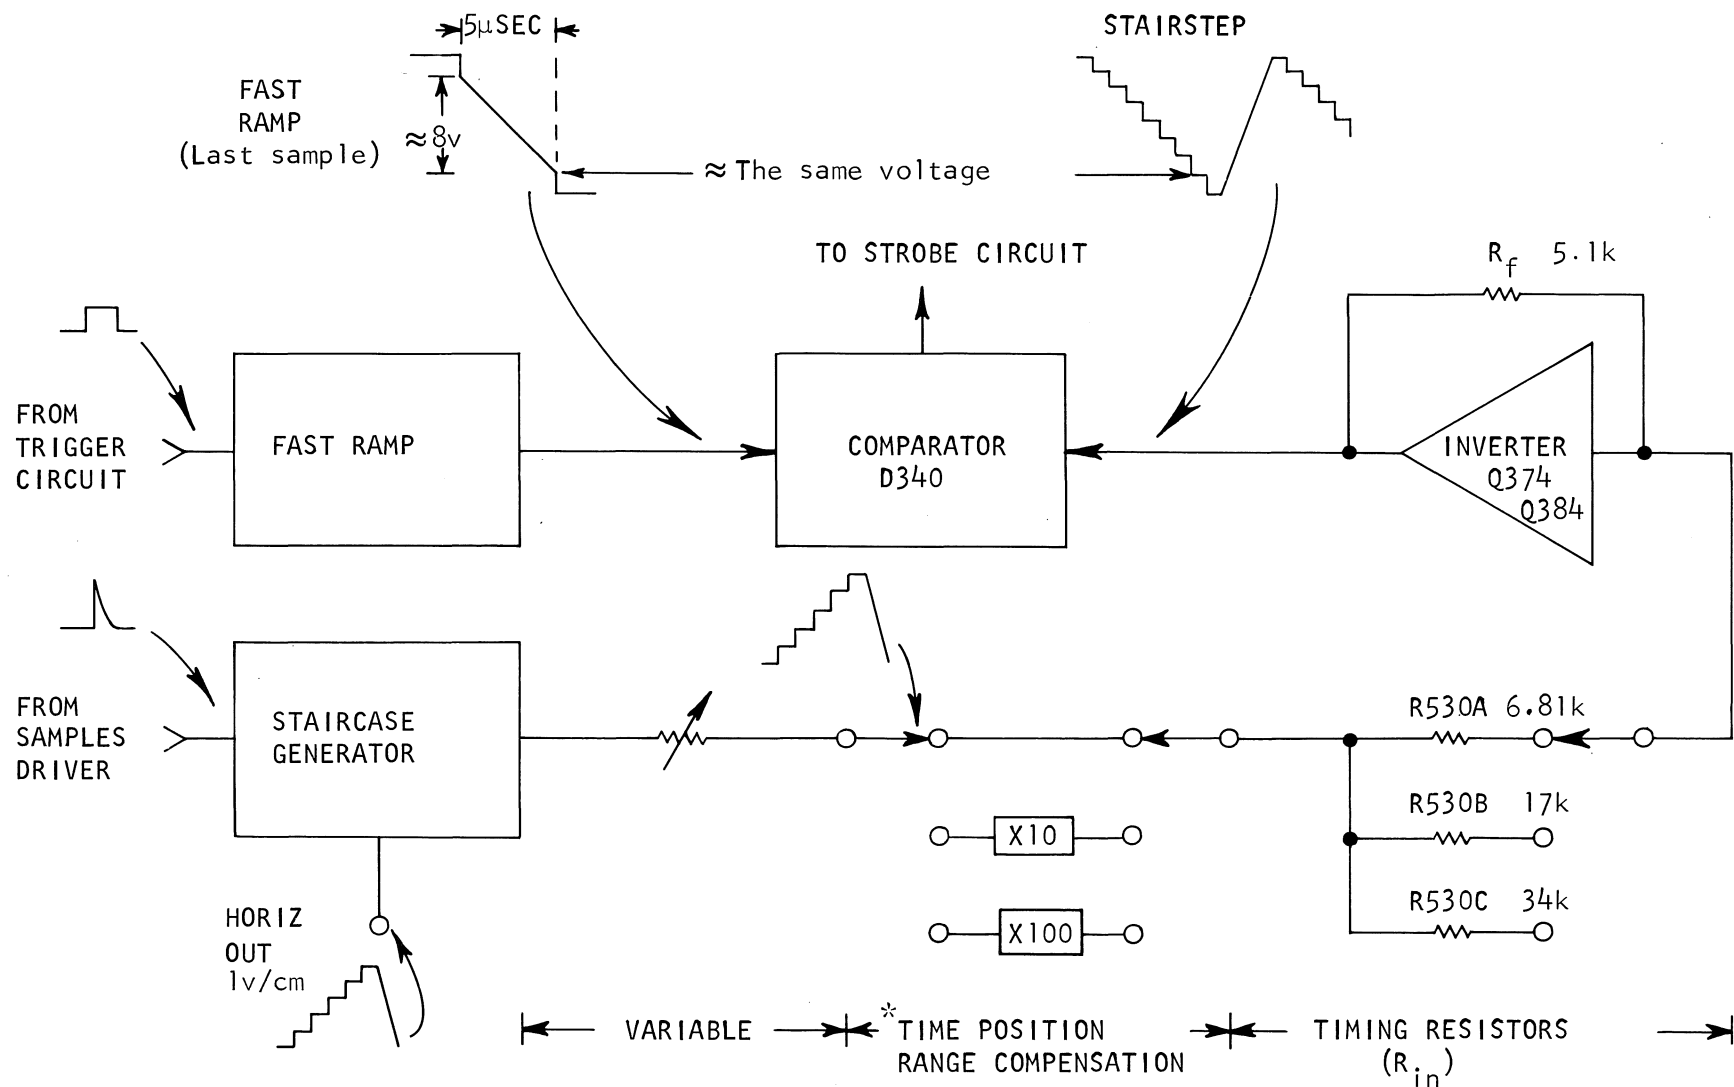 5μSEC
STAIRSTEP
FAST
RAMP
(Last sample)
≈8v
≈ The same voltage
TO STROBE CIRCUIT
Rf 5.1k
FROM
TRIGGER
CIRCUIT
FAST RAMP
COMPARATOR
D340
INVERTER
Q374
Q384
FROM
SAMPLES
DRIVER
STAIRCASE
GENERATOR
R530A 6.81k
R530B 17k
X10
R530C 34k
X100
HORIZ
OUT
1v/cm
VARIABLE
*TIME POSITION
RANGE COMPENSATION
TIMING RESISTORS
(Rin)